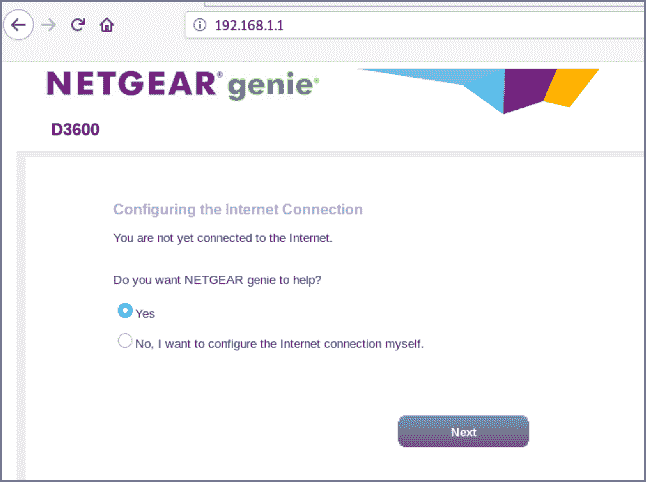 192.168.1.1
NETGEAR® genie®
D3600
Configuring the Internet Connection
You are not yet connected to the Internet.
Do you want NETGEAR genie to help?
Yes
No, I want to configure the Internet connection myself.
Next